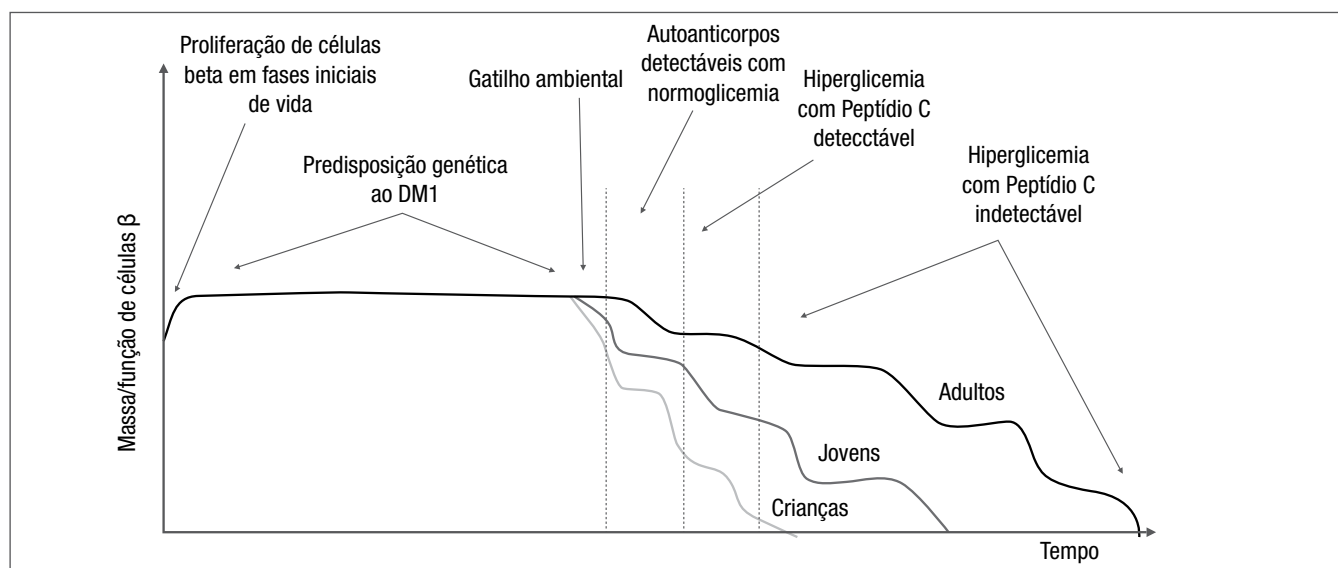 Proliferação de células
beta em fases iniciais
de vida
Predisposição genética
ao DM1
Gatilho ambiental
Autoanticorpos
detectáveis com
normoglicemia
Hiperglicemia
com Peptídio C
detecctável
Hiperglicemia
com Peptídio C
indetectável
Massa/função de células β
Adultos
Jovens
Crianças
Tempo